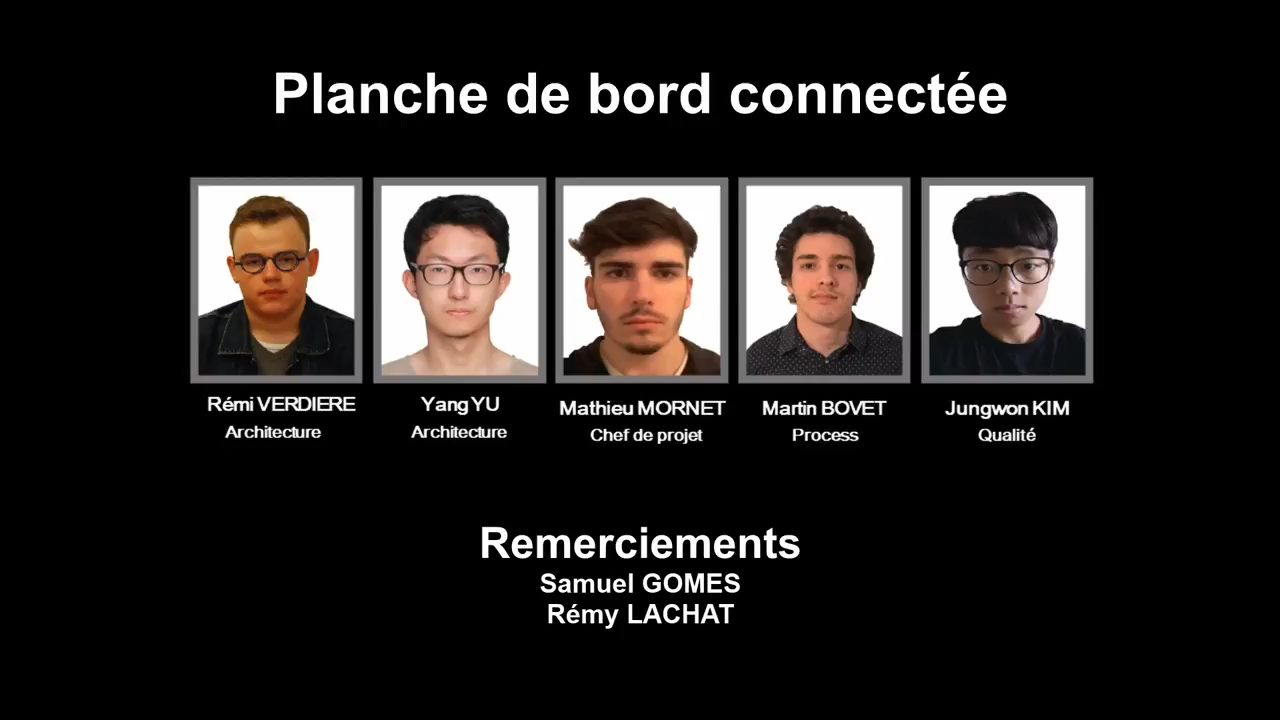 Planche de bord connectée
Rémi VERDIERE
Yang YU
Mathieu MORNET
Martin BOVET
Jungwon KIM
Architecture
Architecture
Chef de projet
Process
Qualité
Remerciements
Samuel GOMES
Rémy LACHAT